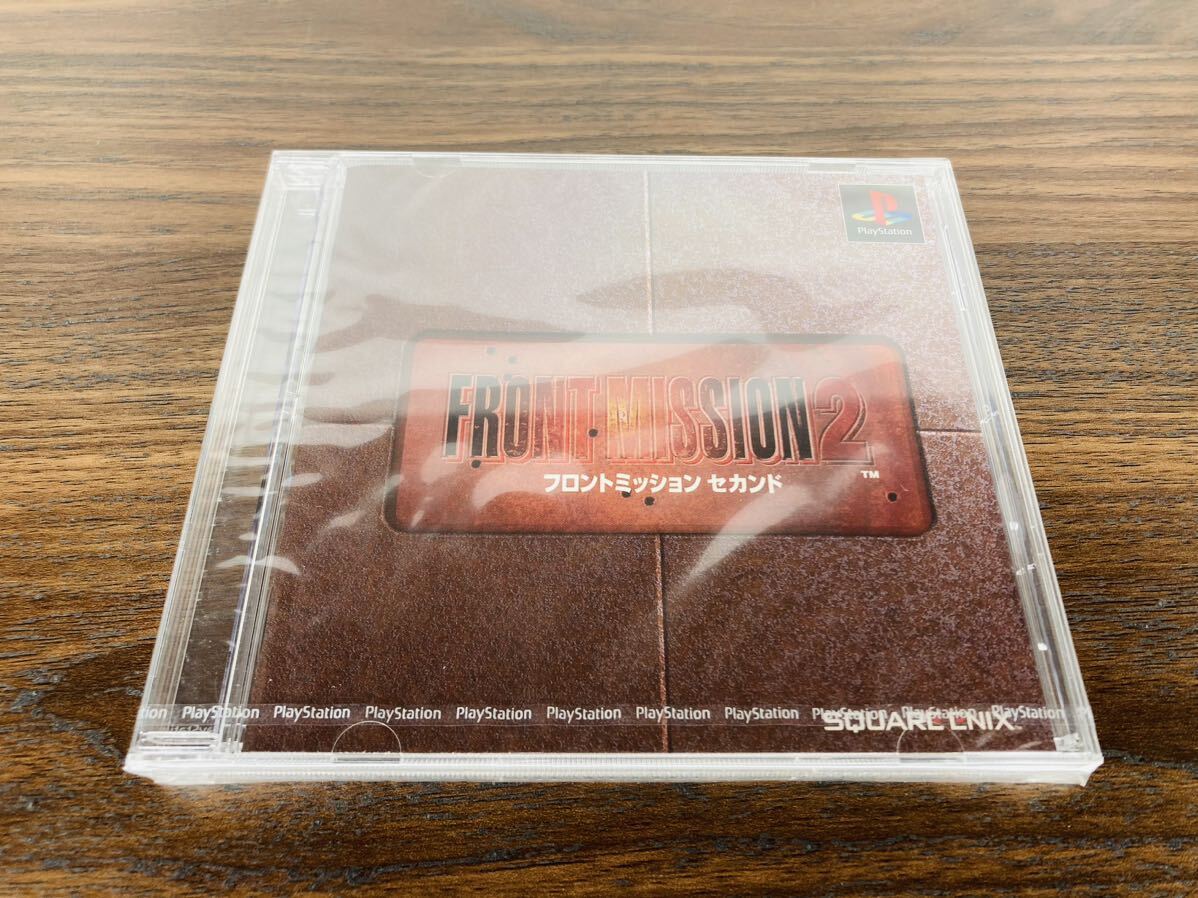 PlayStation
FRONT MISSION 2
TM
フロントミッション セカンド
tion PlayStation PlayStation PlayStation PlayStation PlayStation PlayStation PlayStation PlayStation PlayStation PlayStation
SQUARE ENIX